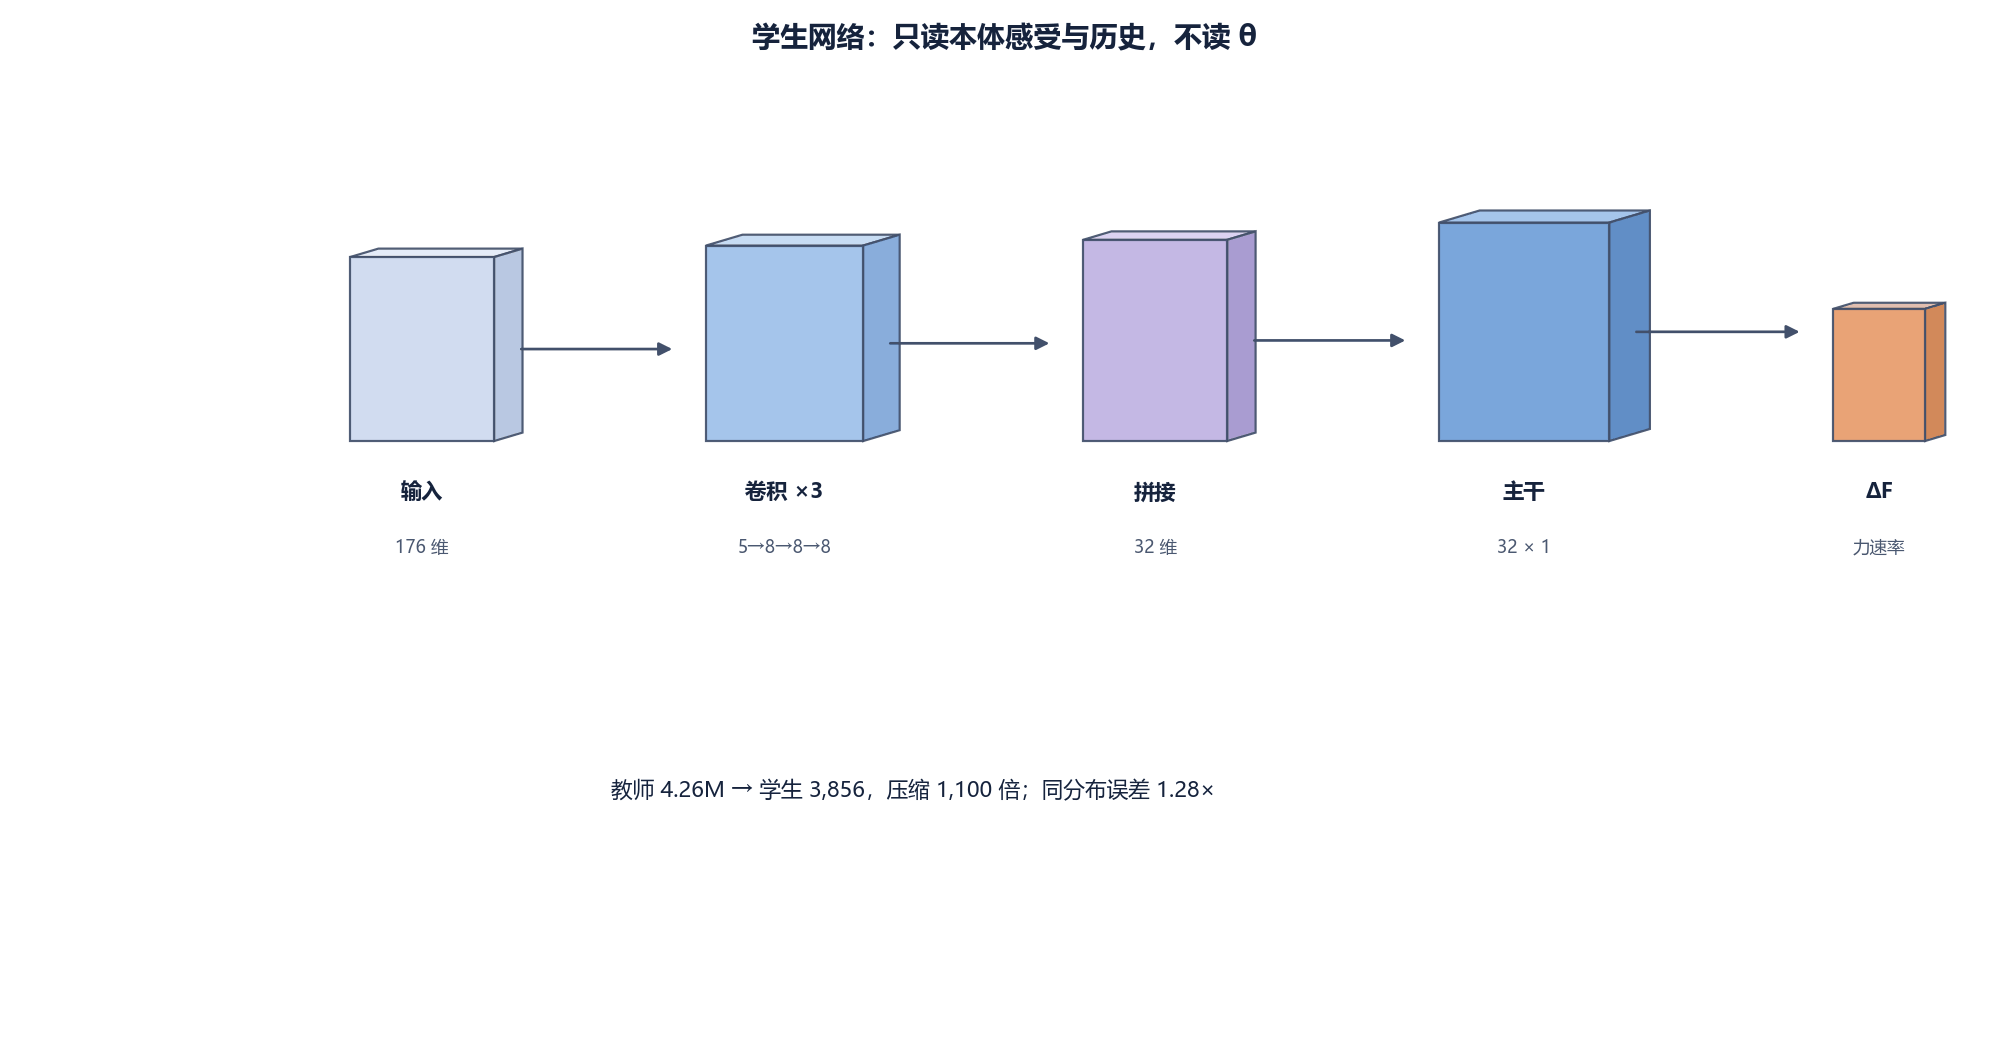 学生网络：只读本体感受与历史，不读 θ
输入
卷积 ×3
拼接
主干
ΔF
176 维
5→8→8→8
32 维
32 × 1
力速率
教师 4.26M → 学生 3,856，压缩 1,100 倍；同分布误差 1.28×